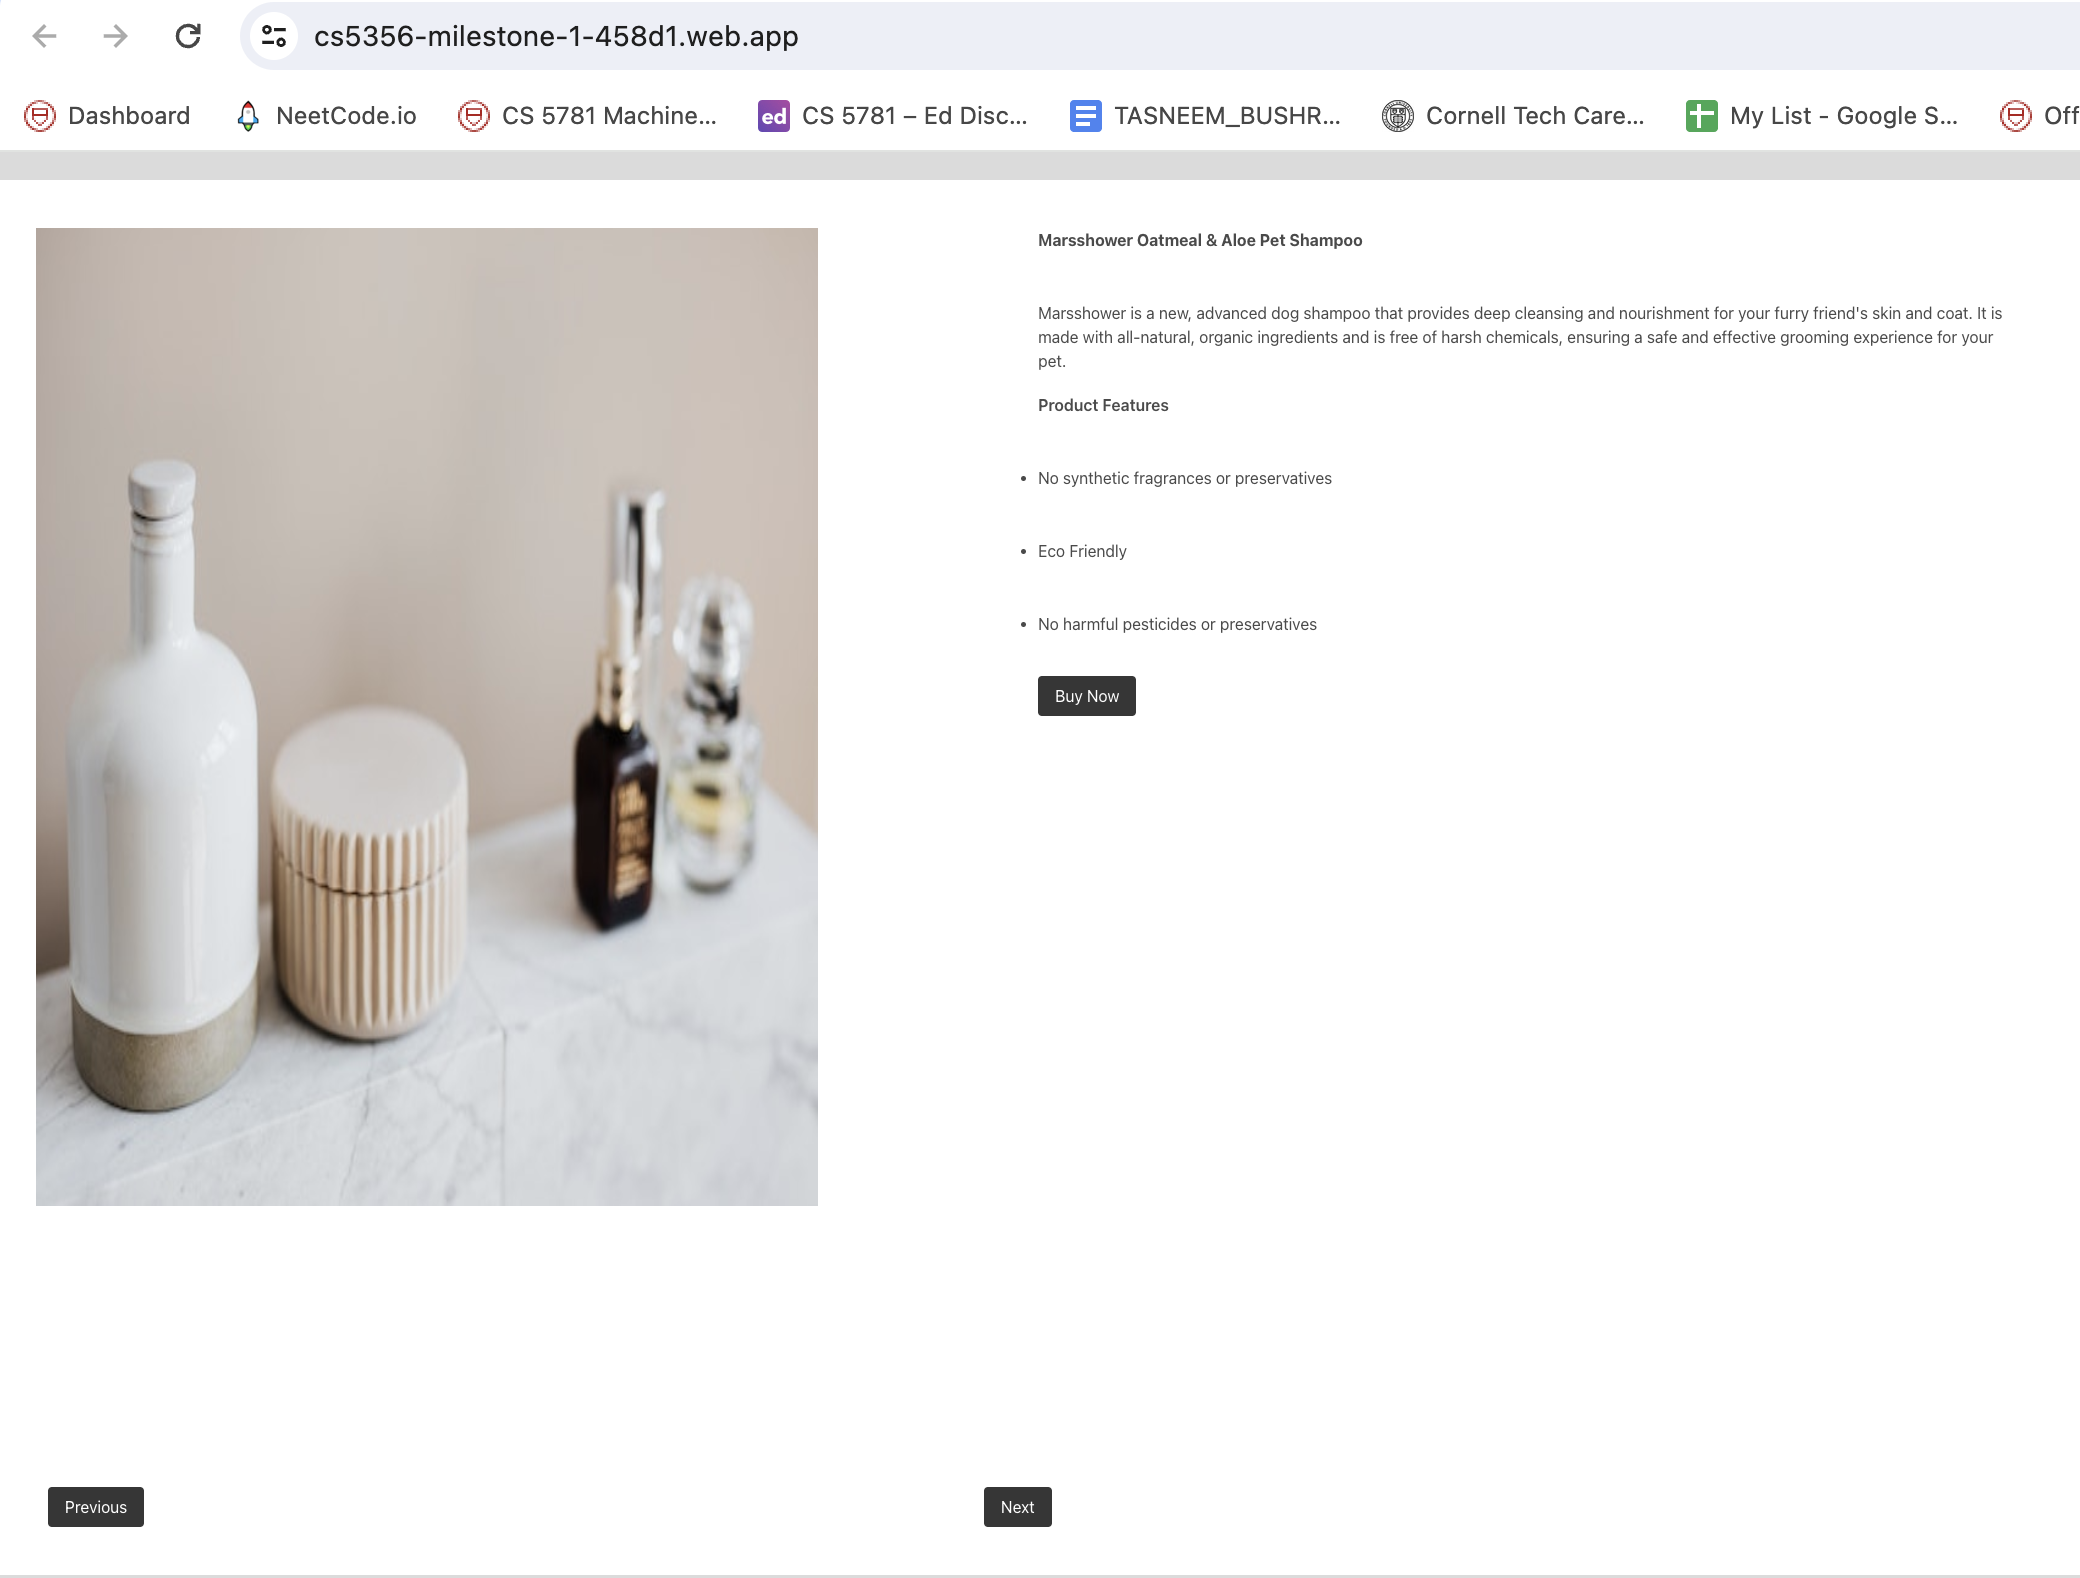 cs5356-milestone-1-458d1.web.app
Dashboard
NeetCode.io
CS 5781 Machine...
ed
CS 5781 – Ed Disc...
TASNEEM_BUSHR...
Cornell Tech Care...
My List - Google S...
Off
Marsshower Oatmeal & Aloe Pet Shampoo
Marsshower is a new, advanced dog shampoo that provides deep cleansing and nourishment for your furry friend's skin and coat. It is
made with all-natural, organic ingredients and is free of harsh chemicals, ensuring a safe and effective grooming experience for your
pet.
Product Features
• No synthetic fragrances or preservatives
• Eco Friendly
• No harmful pesticides or preservatives
Buy Now
Previous
Next